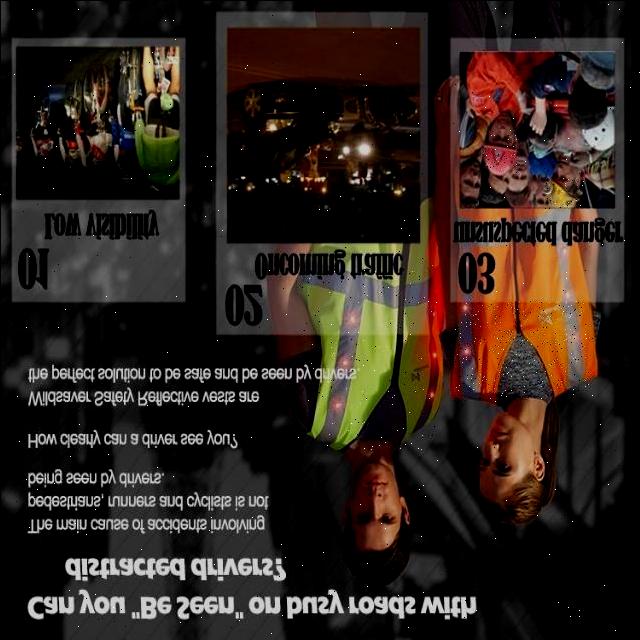 Can you "Be Seen" on busy roads with
distracted drivers?
The main cause of accidents involving
pedestrians, runners and cyclists is not
being seen by drivers.
How clearly can a driver see you?
Wildsaver Safety Reflective vests are
the perfect solution to be safe and be seen by drivers.
01
Low visibility
02
Oncoming traffic
03
unsuspected danger